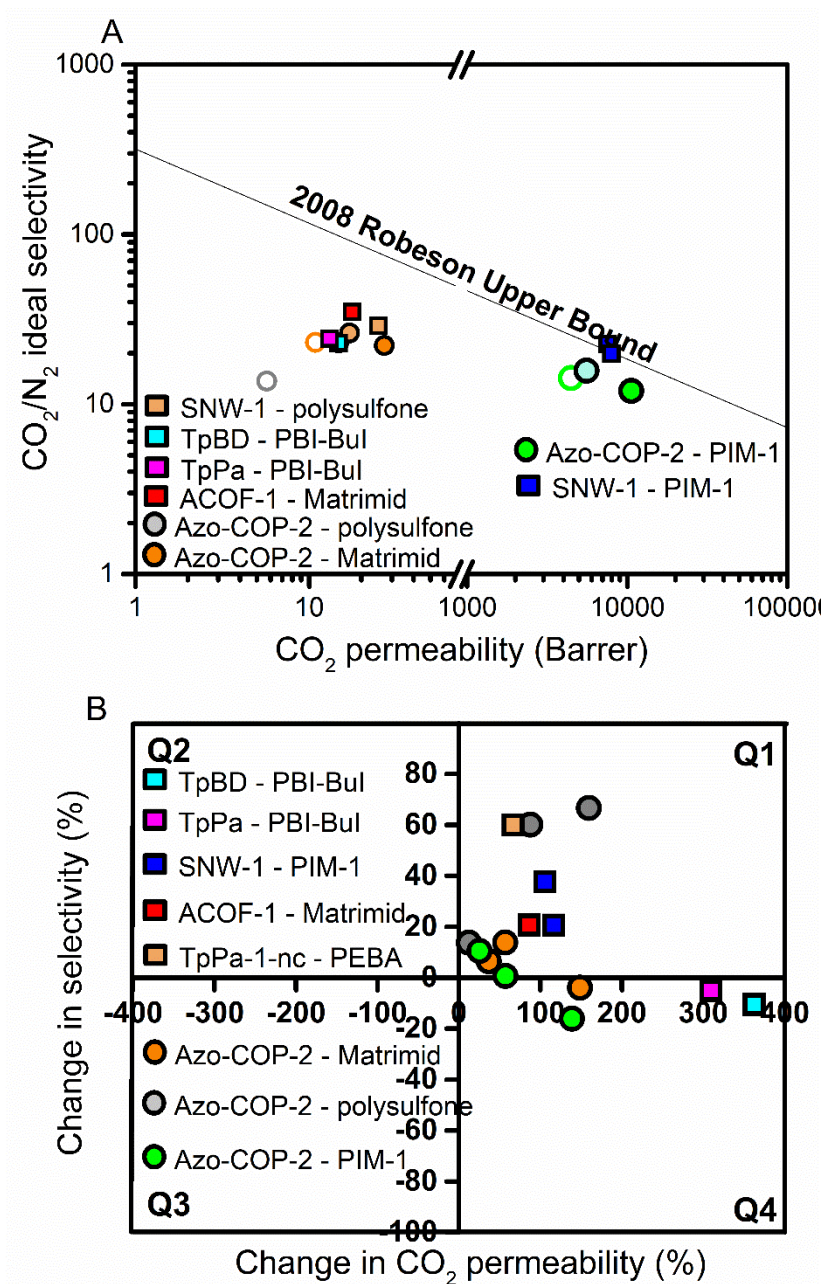 A
1000
100
10
1
CO₂/N₂ ideal selectivity
2008 Robeson Upper Bound
SNW-1 - polysulfone
TpBD - PBI-BuI
TpPa - PBI-BuI
ACOF-1 - Matrimid
Azo-COP-2 - polysulfone
Azo-COP-2 - Matrimid
Azo-COP-2 - PIM-1
SNW-1 - PIM-1
1 10 1000 10000 100000
CO₂ permeability (Barrer)
B
Q2
Q1
TpBD - PBI-BuI
TpPa - PBI-BuI
SNW-1 - PIM-1
ACOF-1 - Matrimid
TpPa-1-nc - PEBA
80
60
40
20
0
-400 -300 -200 -100 0 100 200 300 400
-20
-40
-60
-80
-100
Azo-COP-2 - Matrimid
Azo-COP-2 - polysulfone
Azo-COP-2 - PIM-1
Q3
Q4
Change in selectivity (%)
Change in CO₂ permeability (%)